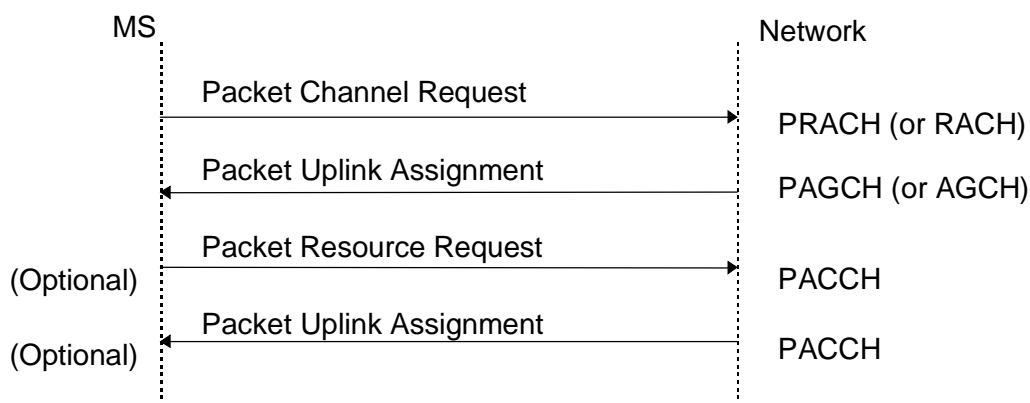 MS
Network
Packet Channel Request
PRACH (or RACH)
Packet Uplink Assignment
PAGCH (or AGCH)
Packet Resource Request
(Optional)
PACCH
Packet Uplink Assignment
(Optional)
PACCH